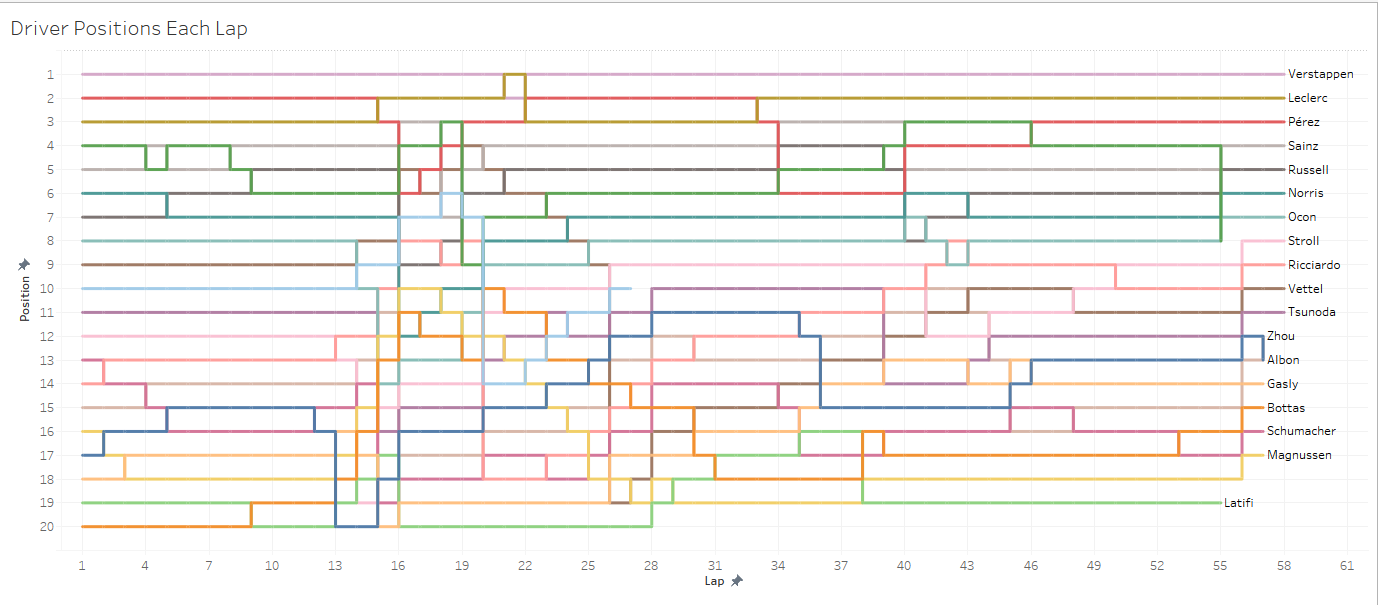 Driver Positions Each Lap
Position
1
2
3
4
5
6
7
8
9
10
11
12
13
14
15
16
17
18
19
20
Verstappen
Leclerc
Pérez
Sainz
Russell
Norris
Ocon
Stroll
Ricciardo
Vettel
Tsunoda
Zhou
Albon
Gasly
Bottas
Schumacher
Magnussen
Latifi
1 4 7 10 13 16 19 22 25 28 31 34 37 40 43 46 49 52 55 58 61
Lap